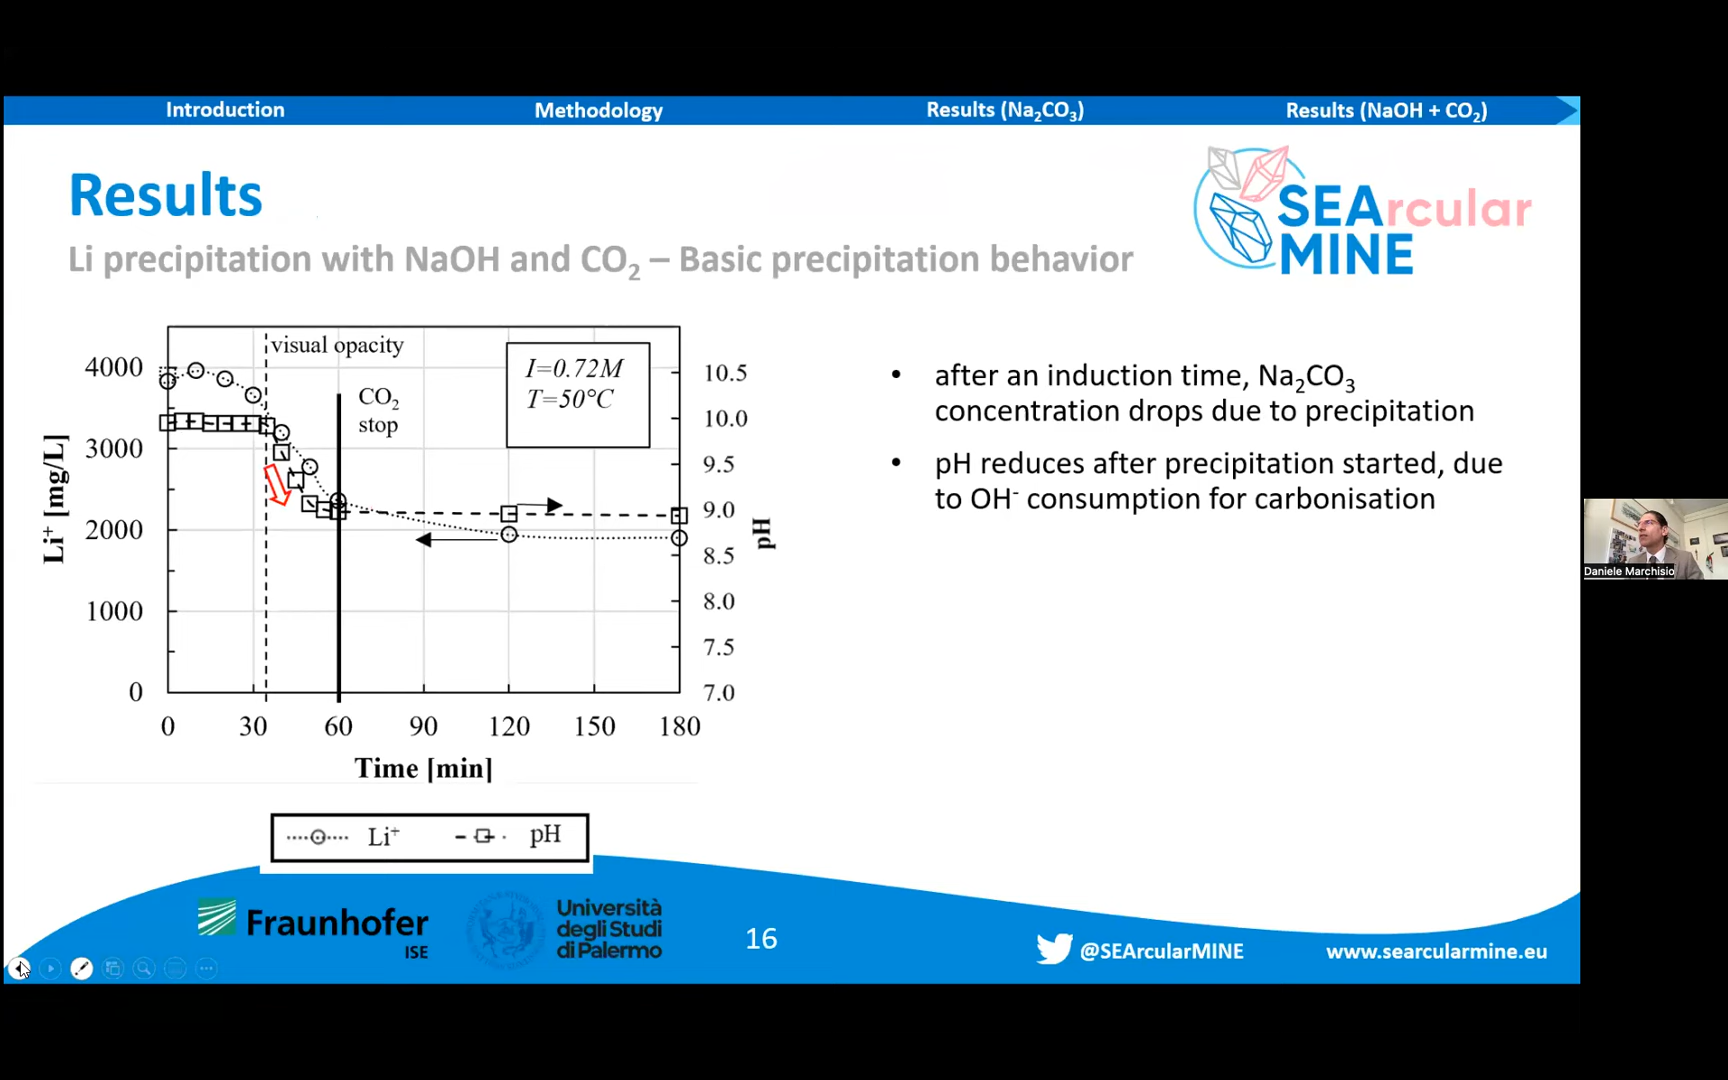 Introduction
Methodology
Results (Na₂CO₃)
Results (NaOH + CO₂)
Results
Li precipitation with NaOH and CO₂ – Basic precipitation behavior
SEArcular
MINE
visual opacity
CO₂
stop
I=0.72M
T=50°C
4000
3000
2000
1000
0
Li⁺ [mg/L]
10.5
10.0
9.5
9.0
8.5
8.0
7.5
7.0
pH
0 30 60 90 120 150 180
Time [min]
Li⁺ pH
• after an induction time, Na₂CO₃
concentration drops due to precipitation
• pH reduces after precipitation started, due
to OH⁻ consumption for carbonisation
Daniele Marchisio
Fraunhofer
ISE
Università
degli Studi
di Palermo
16
@SEArcularMINE
www.searcularmine.eu